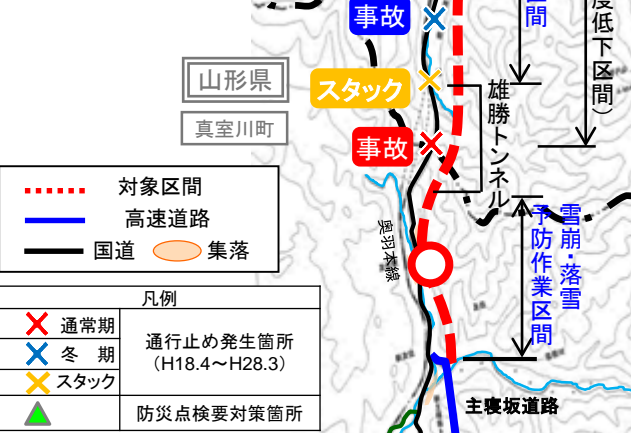 事故
区間
度低下区間）
山形県
スタック
真室川町
事故
雄勝トンネル
対象区間
高速道路
国道
集落
奥羽本線
雪崩・落雪
予防作業区間
凡例
通常期
冬 期
スタック
通行止め発生箇所
（H18.4～H28.3）
防災点検要対策箇所
主寝坂道路